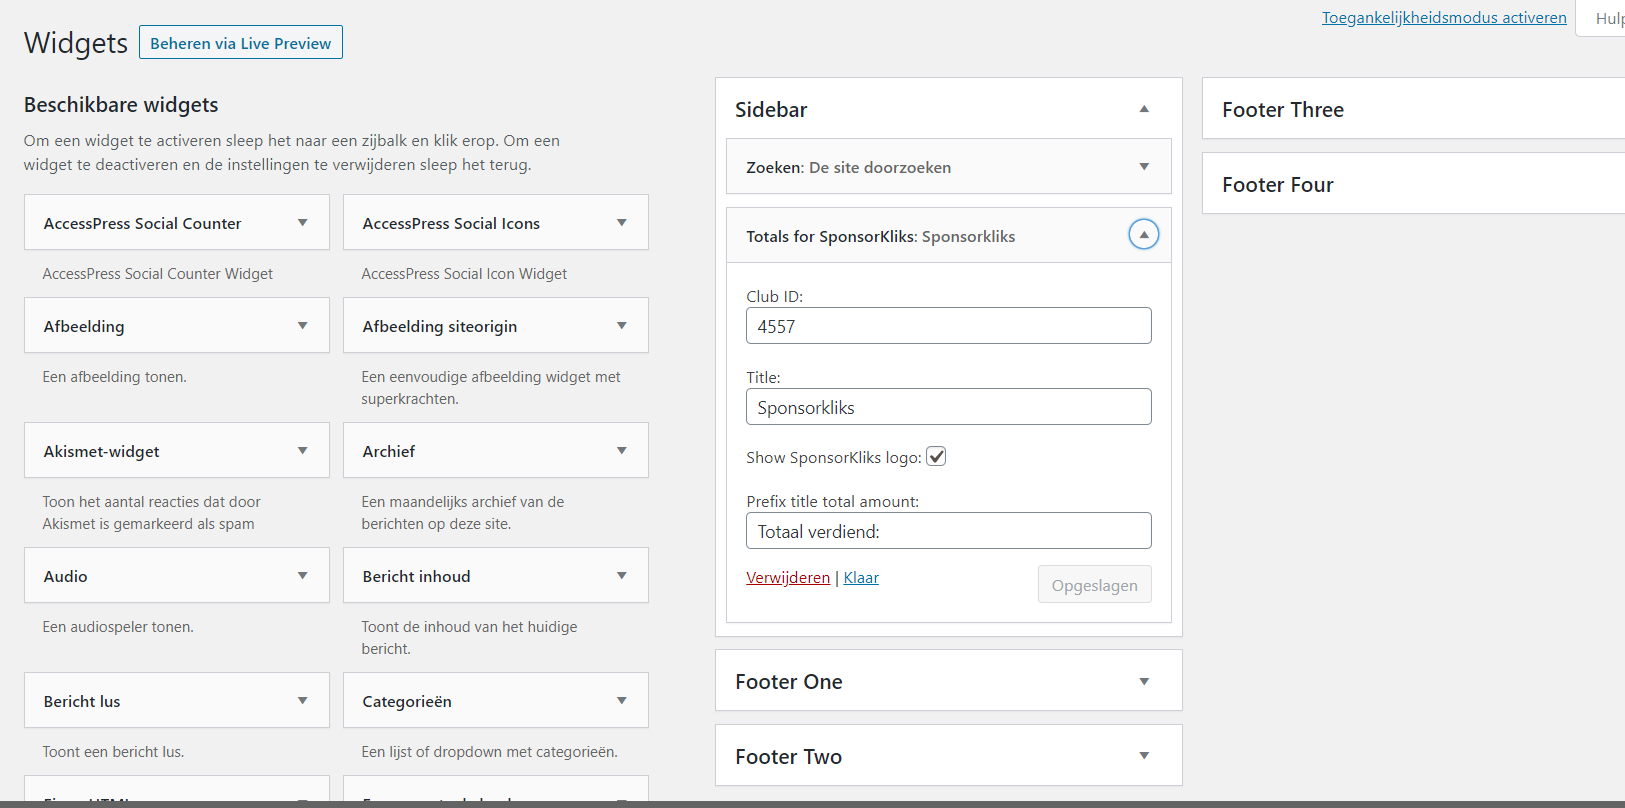 Toegankelijkheidsmodus activeren
Widgets
Beheren via Live Preview
Beschikbare widgets
Om een widget te activeren sleep het naar een zijbalk en klik erop. Om een
widget te deactiveren en de instellingen te verwijderen sleep het terug.
AccessPress Social Counter
AccessPress Social Counter Widget
AccessPress Social Icons
AccessPress Social Icon Widget
Afbeelding
Een afbeelding tonen.
Afbeelding siteorigin
Een eenvoudige afbeelding widget met
superkrachten.
Akismet-widget
Toon het aantal reacties dat door
Akismet is gemarkeerd als spam
Archief
Een maandelijks archief van de
berichten op deze site.
Audio
Een audiospeler tonen.
Bericht inhoud
Toont de inhoud van het huidige
bericht.
Bericht lus
Toont een bericht lus.
Categorieën
Een lijst of dropdown met categorieën.
Sidebar
Zoeken: De site doorzoeken
Totals for SponsorKliks: Sponsorkliks
Club ID:
4557
Title:
Sponsorkliks
Show SponsorKliks logo:
Prefix title total amount:
Totaal verdiend:
Verwijderen | Klaar
Opgeslagen
Footer One
Footer Two
Footer Three
Footer Four